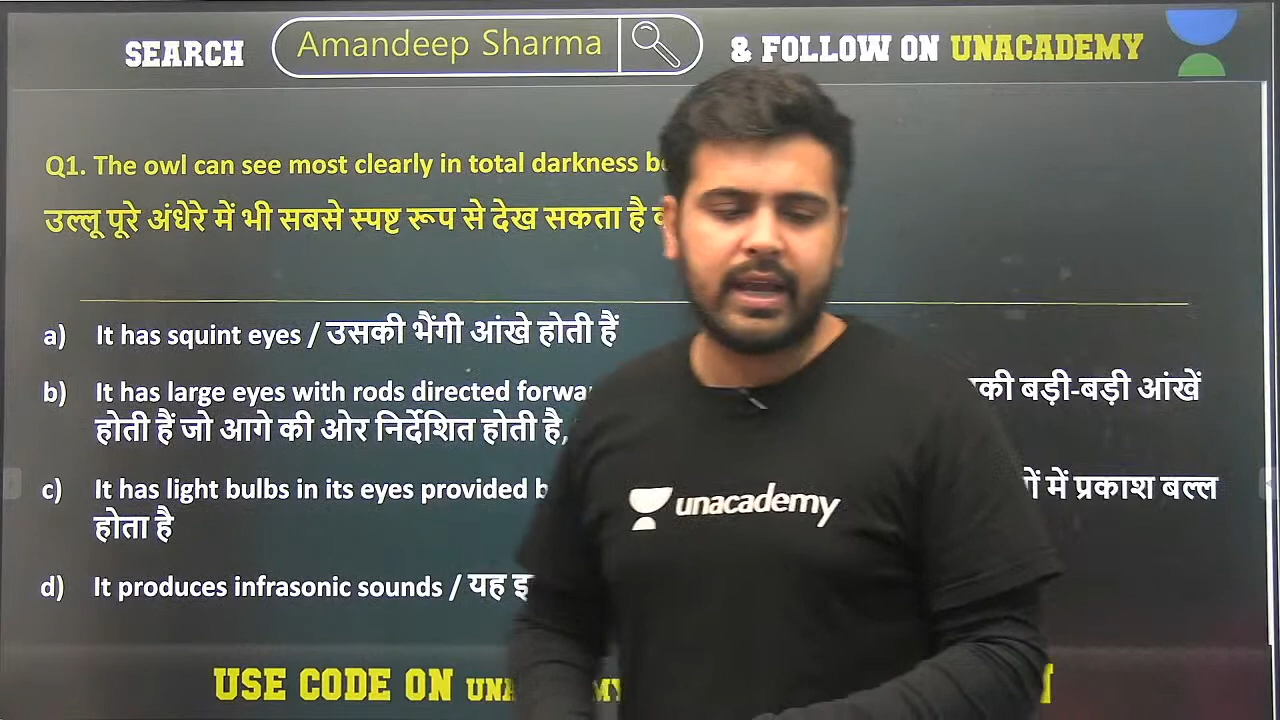 SEARCH Amandeep Sharma & FOLLOW ON UNACADEMY
Q1. The owl can see most clearly in total darkness
उल्लू पूरे अंधेरे में भी सबसे स्पष्ट रूप से देख सकता है
a) It has squint eyes / उसकी भैंगी आंखे होती हैं
b) It has large eyes with rods directed बड़ी-बड़ी आंखें
होती हैं जो आगे की ओर निर्देशित होती है,
c) It has light bulbs in its eyes provided में प्रकाश बल्ल
होता है
d) It produces infrasonic sounds / यह
unacademy
USE CODE ON